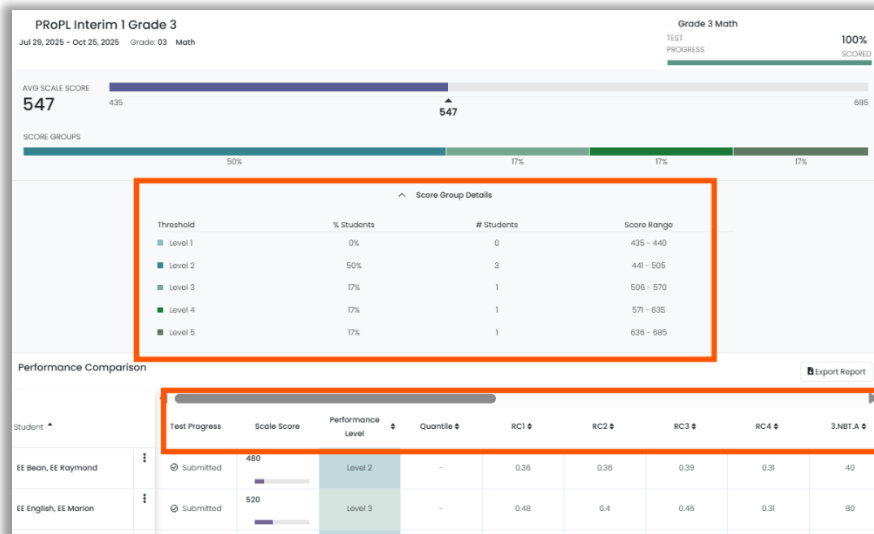 PRoPL Interim 1 Grade 3
Jul 29, 2025 - Oct 25, 2025 Grade: 03 Math
Grade 3 Math
TEST PROGRESS
100% SCORED
AVG SCALE SCORE
547
435 685
547
SCORE GROUPS
50% 17% 17% 17%
Score Group Details
Threshold % Students # Students Score Range
Level 1 0% 0 435 - 440
Level 2 50% 3 441 - 505
Level 3 17% 1 506 - 570
Level 4 17% 1 571 - 635
Level 5 17% 1 636 - 685
Performance Comparison
Export Report
Student Test Progress Scale Score Performance Level Quantile RC1 RC2 RC3 RC4 3.NBT.A
EE Bean, EE Raymond Submitted 480 Level 2 - 0.36 0.36 0.39 0.31 40
EE English, EE Marion Submitted 520 Level 3 - 0.48 0.4 0.46 0.31 80